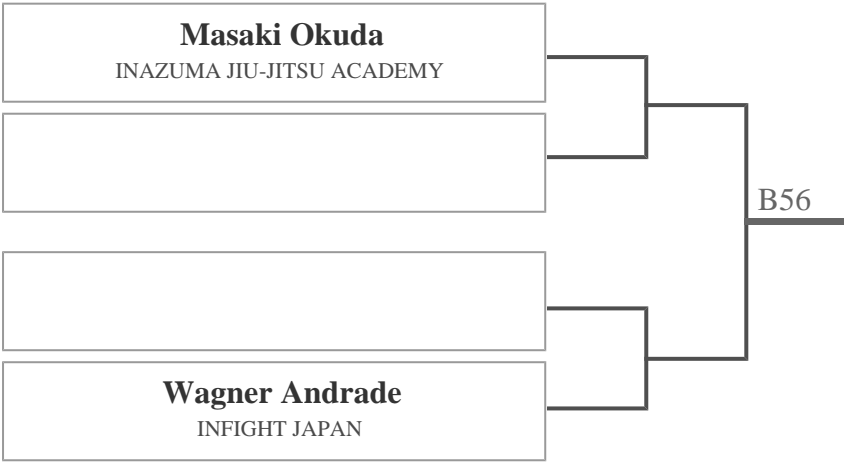 Masaki Okuda
INAZUMA JIU-JITSU ACADEMY
B56
Wagner Andrade
INFIGHT JAPAN